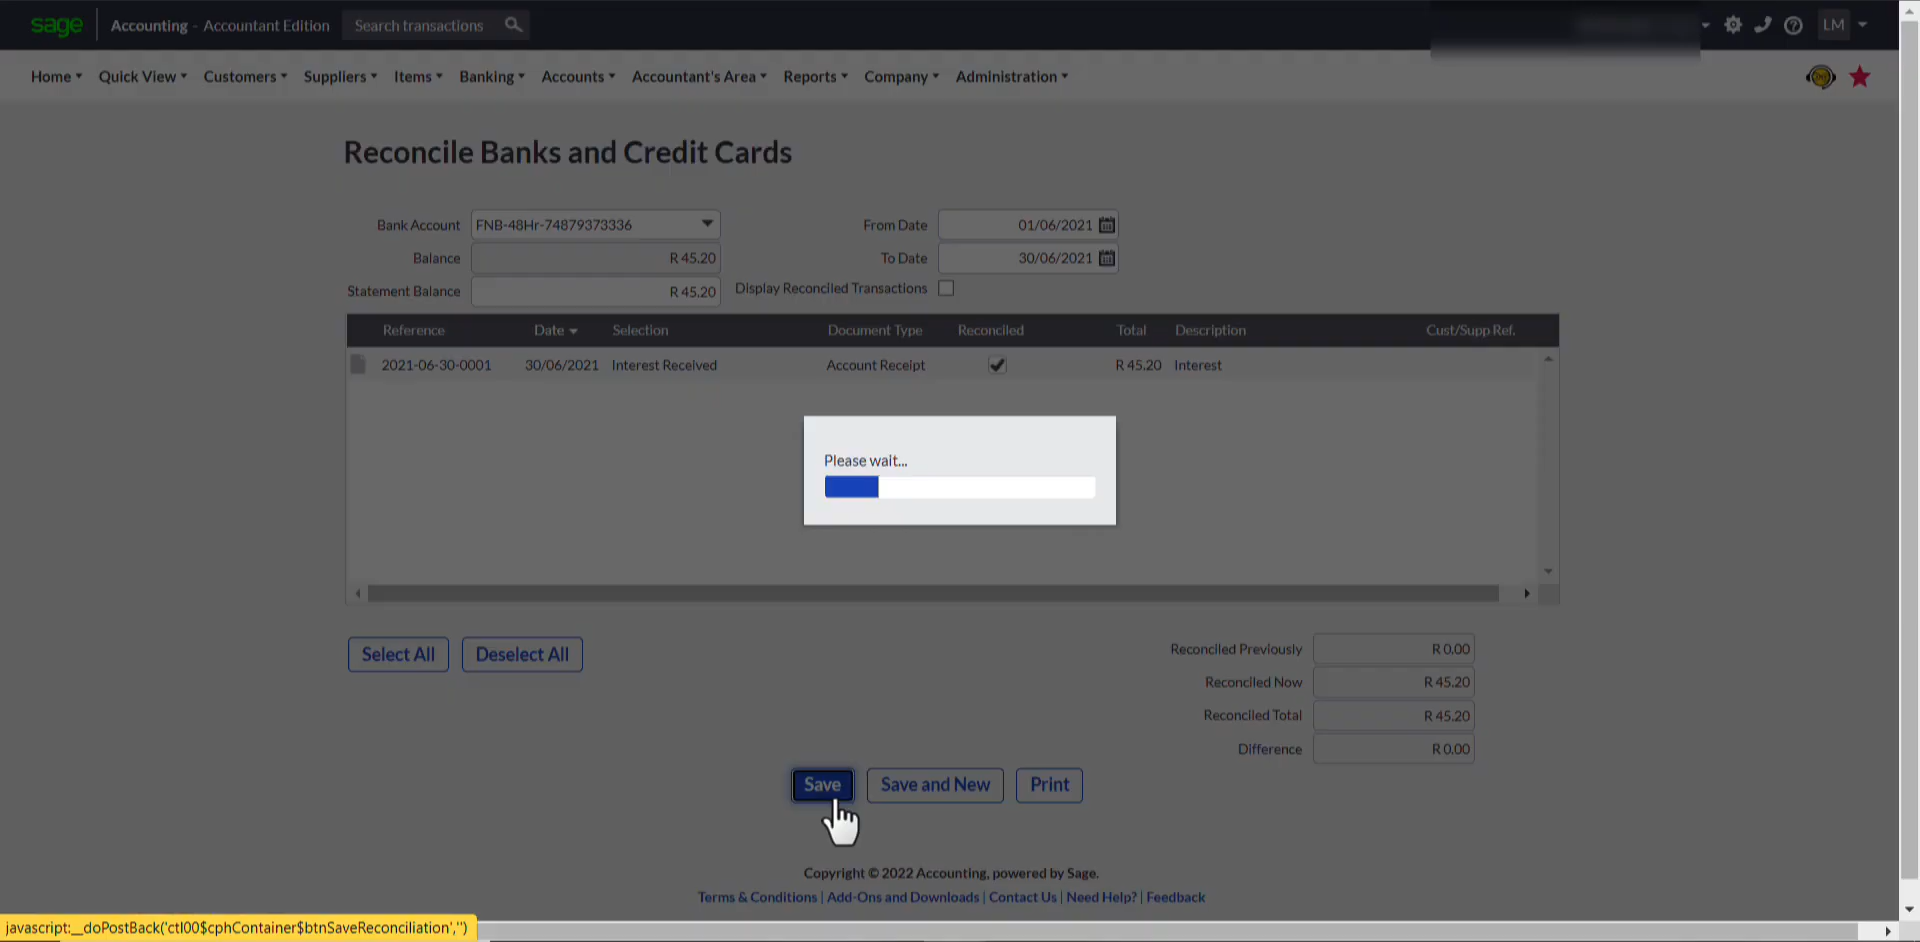 sage Accounting - Accountant Edition Search transactions LM
Home Quick View Customers Suppliers Items Banking Accounts Accountant's Area Reports Company Administration
Reconcile Banks and Credit Cards
Bank Account FNB-48Hr-74879373336 From Date 01/06/2021
Balance R 45.20 To Date 30/06/2021
Statement Balance R 45.20 Display Reconciled Transactions
Reference Date Selection Document Type Reconciled Total Description Cust/Supp Ref.
2021-06-30-0001 30/06/2021 Interest Received Account Receipt R 45.20 Interest
Please wait...
Select All Deselect All
Reconciled Previously R 0.00
Reconciled Now R 45.20
Reconciled Total R 45.20
Difference R 0.00
Save Save and New Print
Copyright © 2022 Accounting, powered by Sage.
Terms & Conditions | Add-Ons and Downloads | Contact Us | Need Help? | Feedback
javascript:__doPostBack('ctl00$cphContainer$btnSaveReconciliation','')